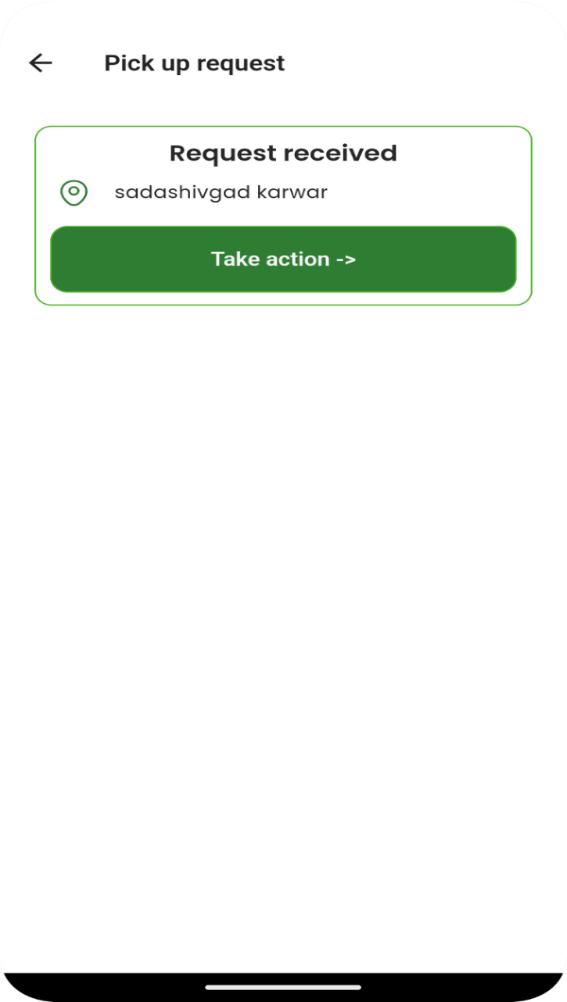 Pick up request
Request received
sadashivgad karwar
Take action ->